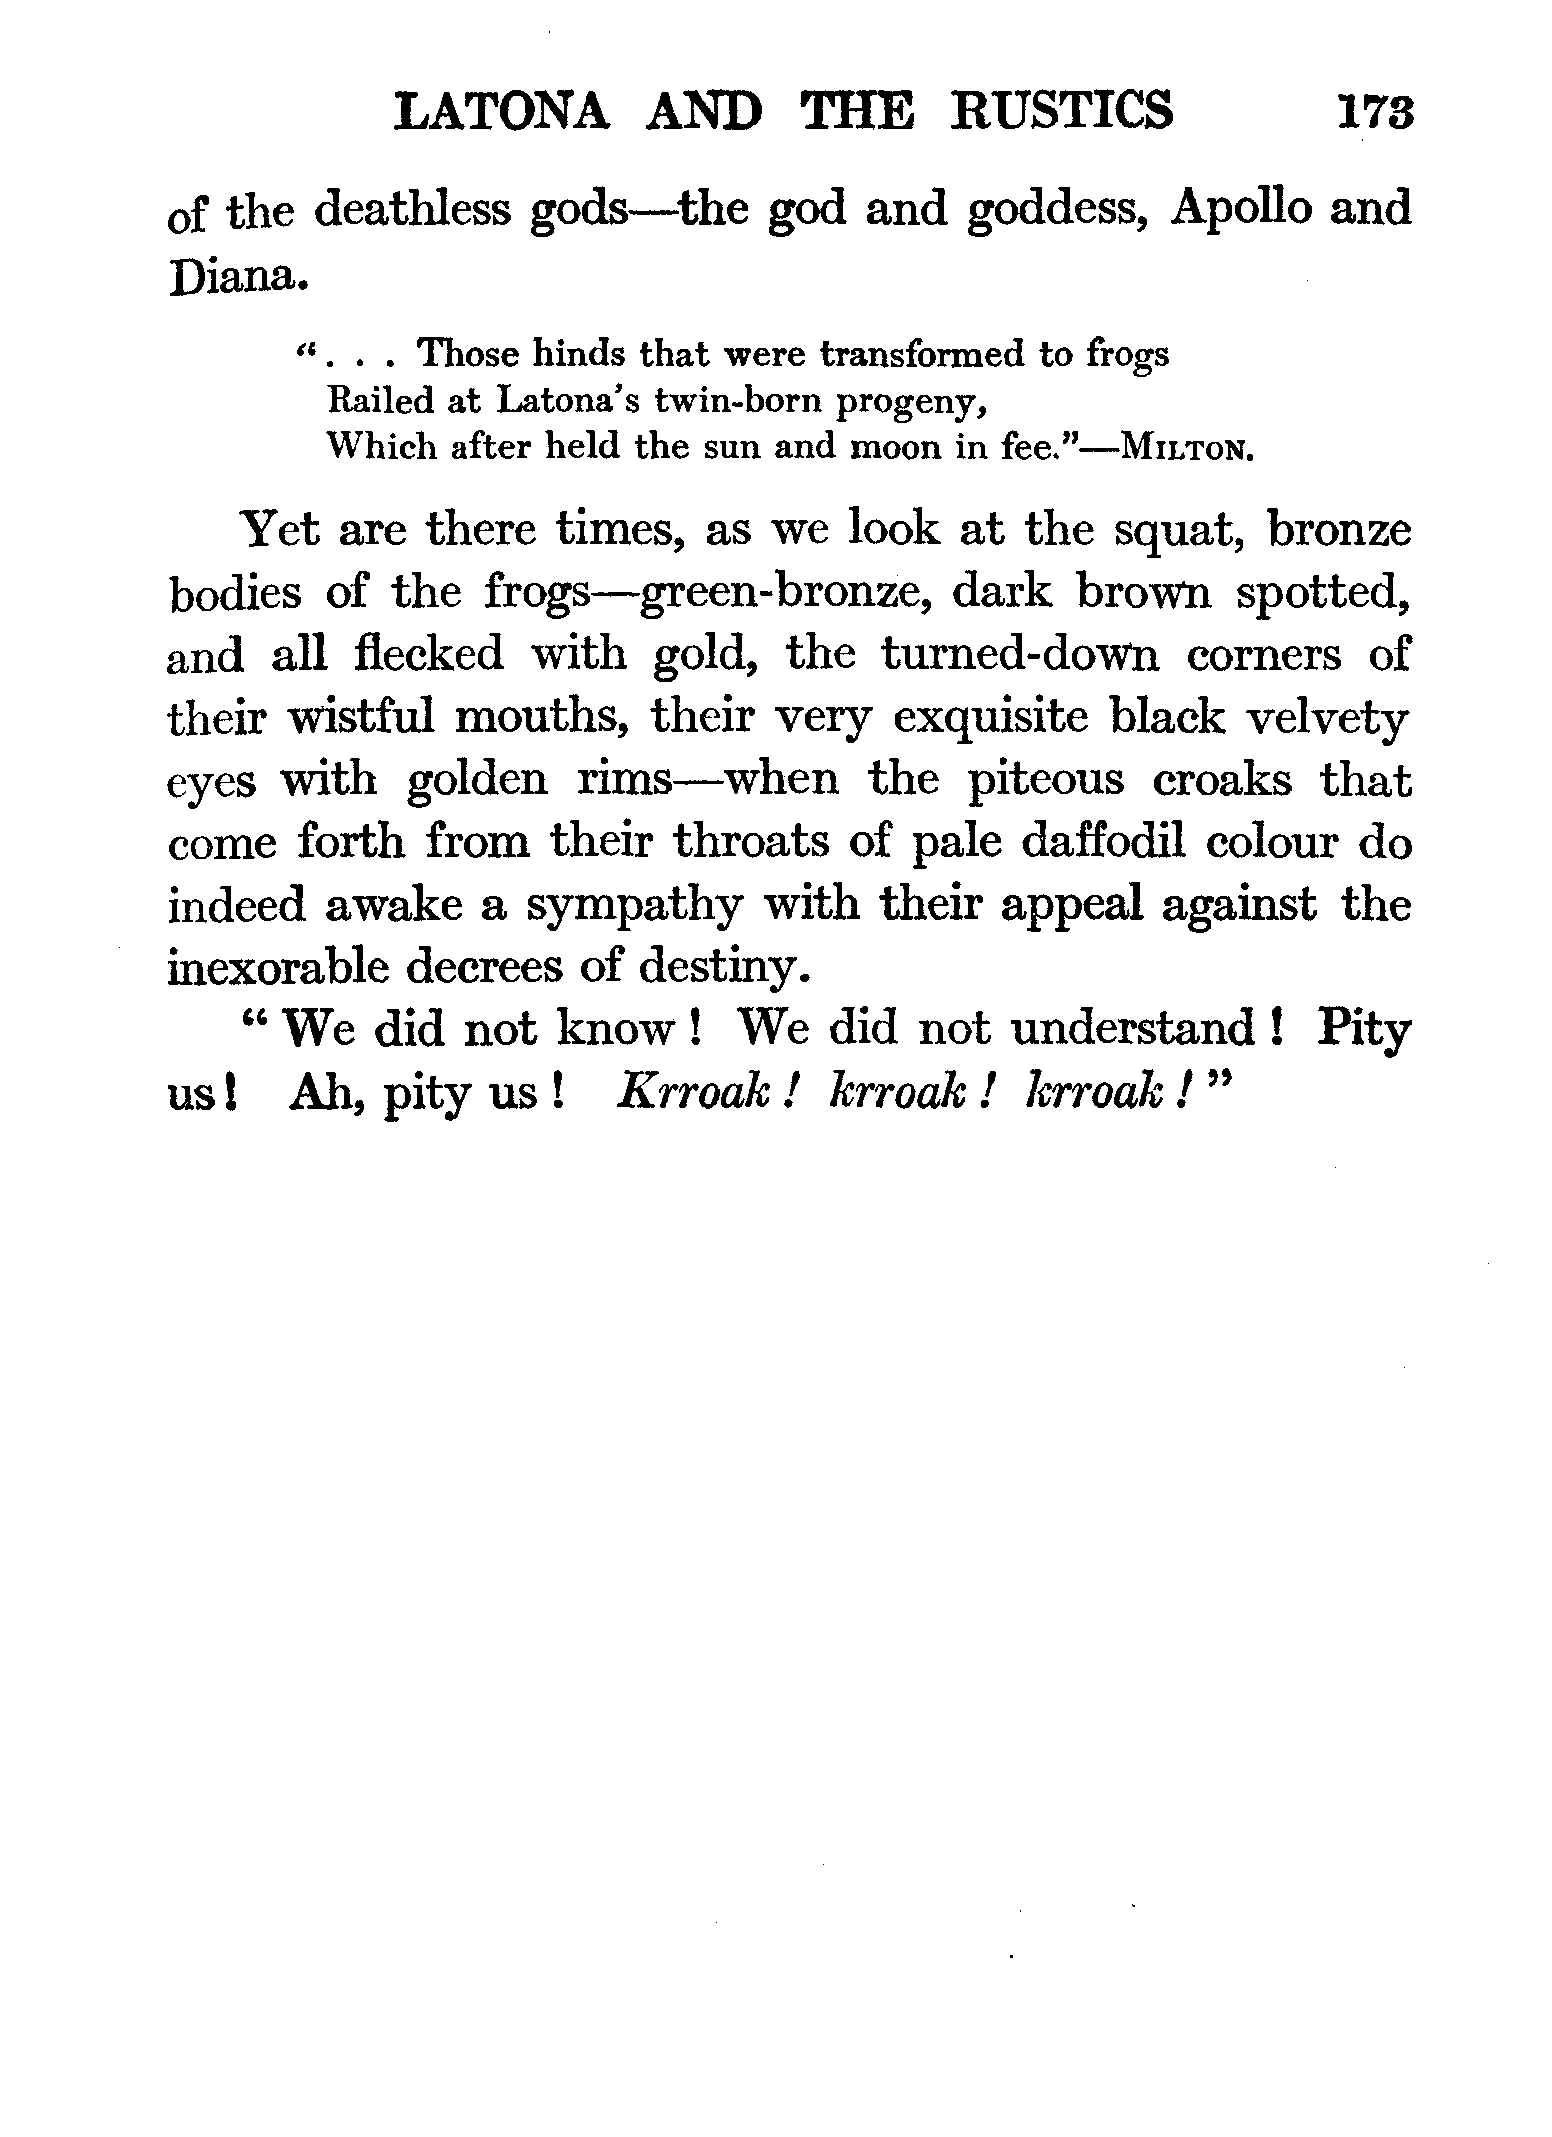 LATONA AND THE RUSTICS 173
of the deathless gods—the god and goddess, Apollo and
Diana.
“. . . Those hinds that were transformed to frogs
Railed at Latona’s twin-born progeny,
Which after held the sun and moon in fee.”—MILTON.
Yet are there times, as we look at the squat, bronze
bodies of the frogs—green-bronze, dark brown spotted,
and all flecked with gold, the turned-down corners of
their wistful mouths, their very exquisite black velvety
eyes with golden rims—when the piteous croaks that
come forth from their throats of pale daffodil colour do
indeed awake a sympathy with their appeal against the
inexorable decrees of destiny.
“ We did not know ! We did not understand ! Pity
us ! Ah, pity us ! Krroak ! krroak ! krroak ! ”